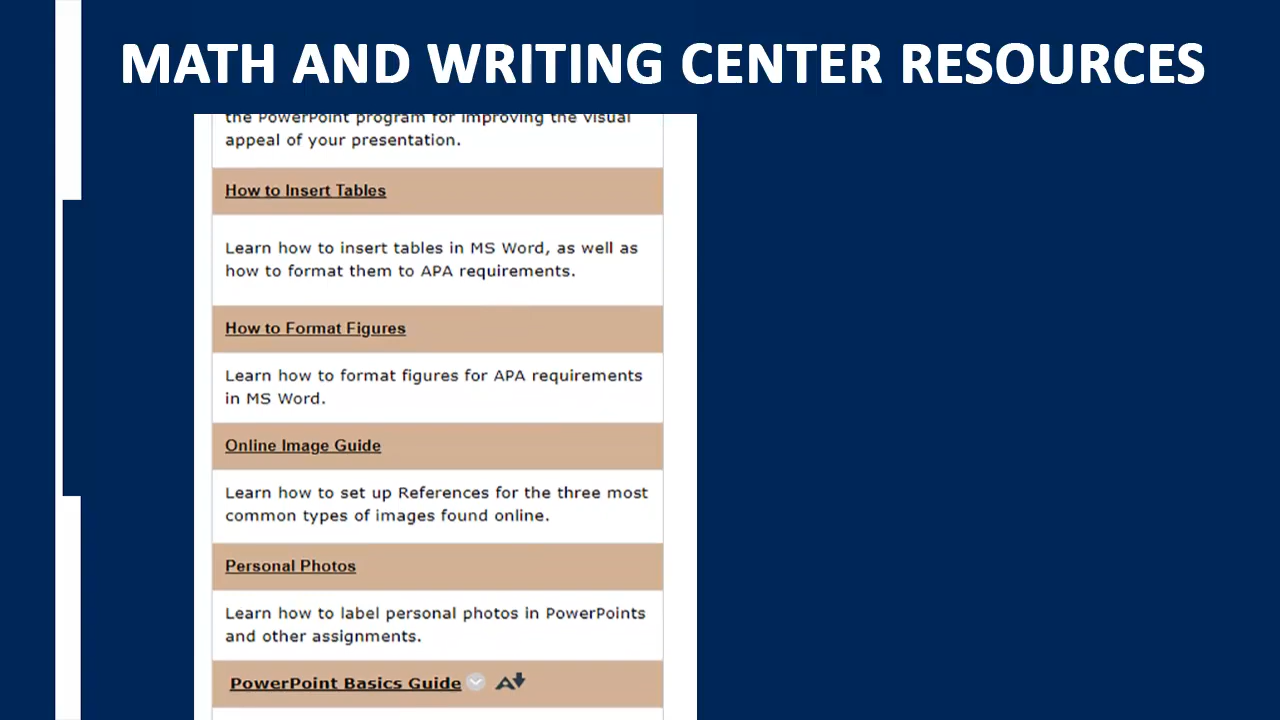 MATH AND WRITING CENTER RESOURCES
the PowerPoint program for improving the visual
appeal of your presentation.
How to Insert Tables
Learn how to insert tables in MS Word, as well as
how to format them to APA requirements.
How to Format Figures
Learn how to format figures for APA requirements
in MS Word.
Online Image Guide
Learn how to set up References for the three most
common types of images found online.
Personal Photos
Learn how to label personal photos in PowerPoints
and other assignments.
PowerPoint Basics Guide A